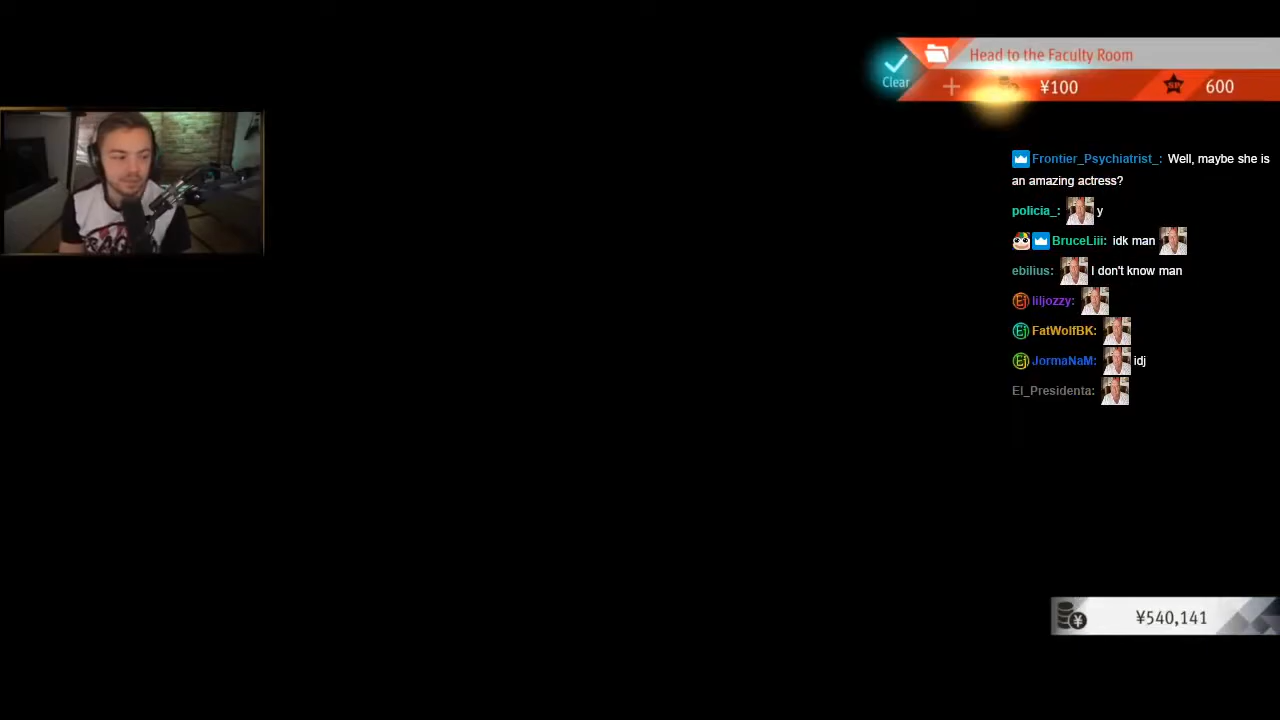 Head to the Faculty Room
Clear
¥100
600
Frontier_Psychiatrist_: Well, maybe she is
an amazing actress?
policia_: y
BruceLiii: idk man
ebilius: I don't know man
liljozzy:
FatWolfBK:
JormaNaM: idj
El_Presidenta:
¥540,141